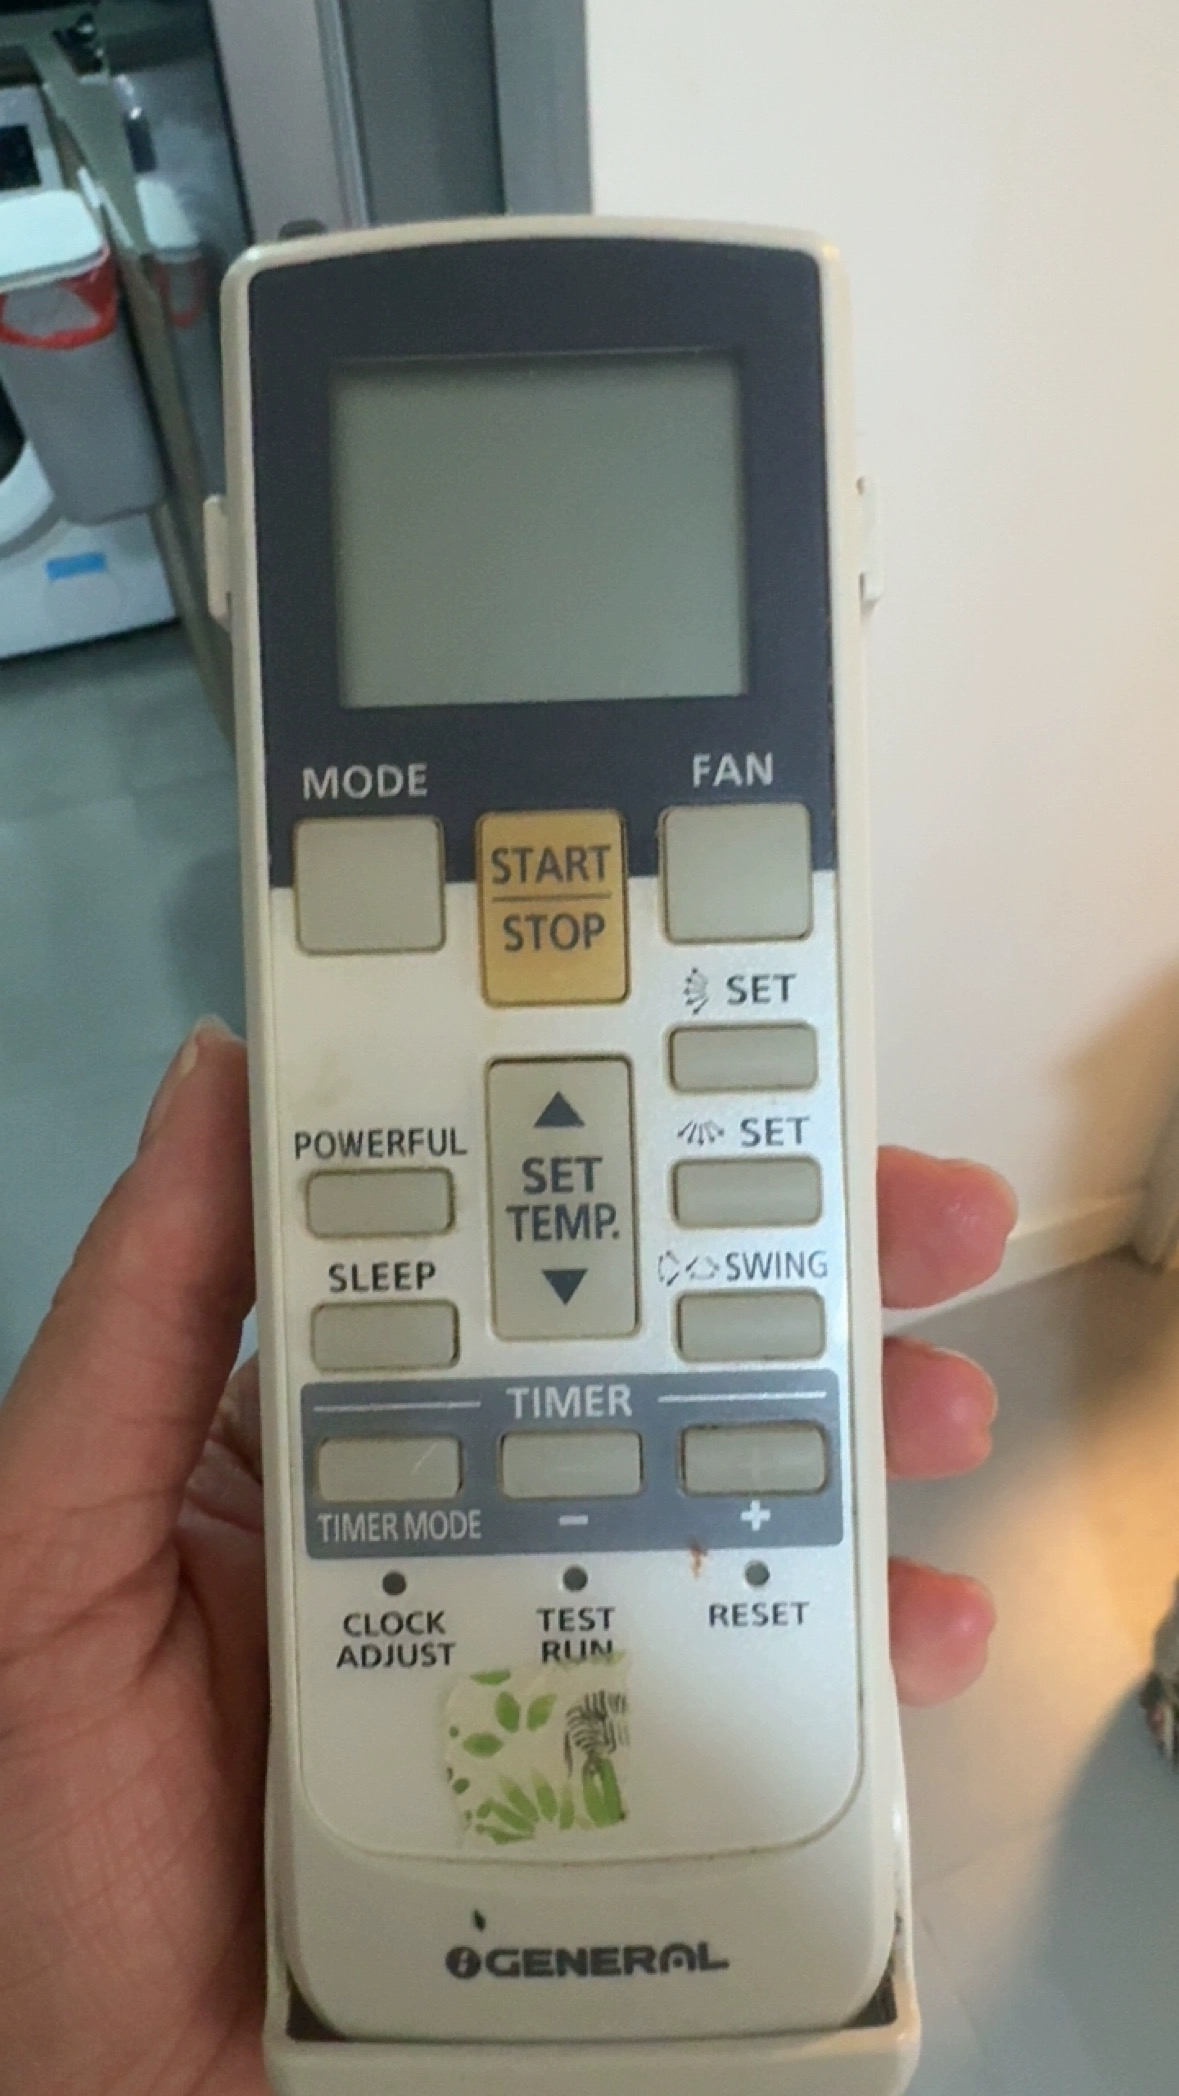 MODE
FAN
START
STOP
SET
POWERFUL
SET
TEMP.
SET
SLEEP
SWING
TIMER
TIMER MODE
-
+
CLOCK
ADJUST
TEST
RUN
RESET
GENERAL